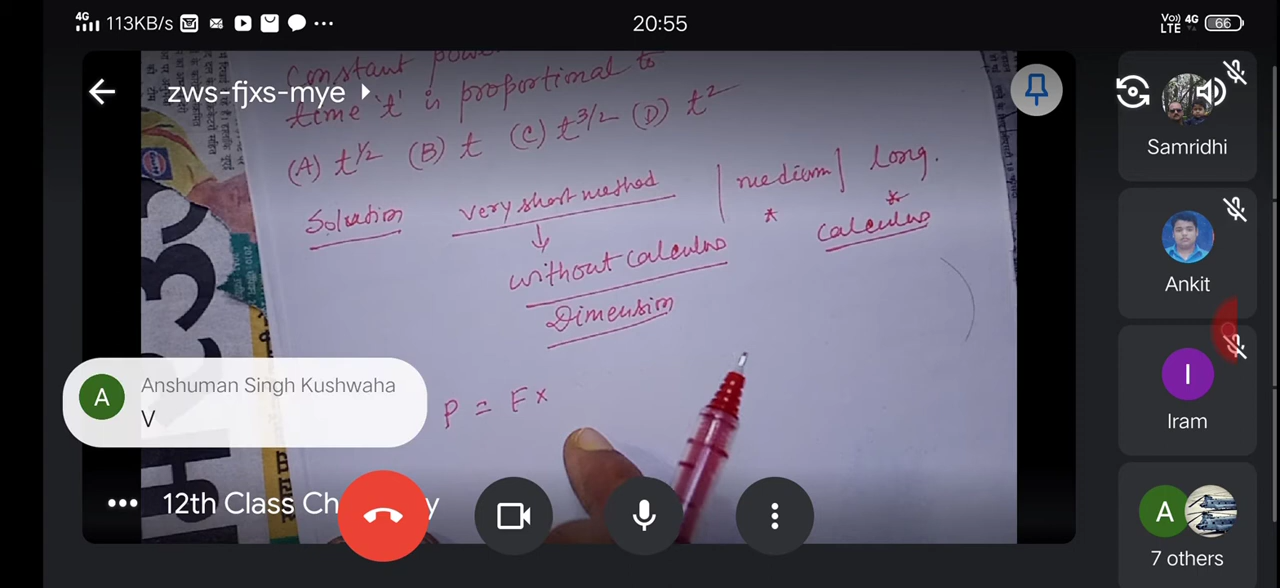 4G 113KB/s 20:55 Vo)) LTE 4G 66
zws-fjxs-mye
Constant pow
time 't' is proportional to
(A) t^1/2 (B) t (C) t^3/2 (D) t^2
Solution very short method | medium | long.
* *
without calculus calculus
Dimension
P = F×
Anshuman Singh Kushwaha
A
V
12th Class Ch y
Samridhi
Ankit
I
Iram
A
7 others